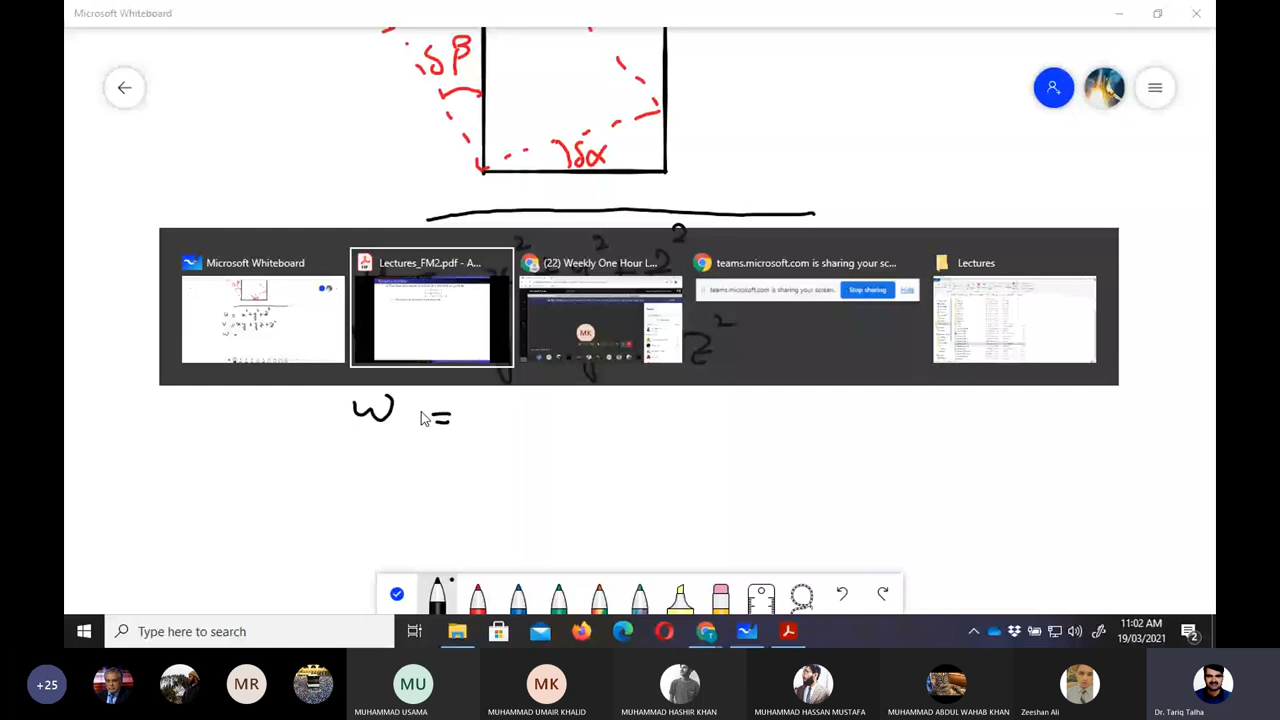 Microsoft Whiteboard
δβ
δα
Microsoft Whiteboard
Lectures_FM2.pdf - A...
(22) Weekly One Hour L...
teams.microsoft.com is sharing your sc...
Lectures
teams.microsoft.com is sharing your screen.
Stop sharing
Hide
z²
w =
Type here to search
11:02 AM
19/03/2021
2
+25
MR
MU
MK
MUHAMMAD USAMA
MUHAMMAD UMAIR KHALID
MUHAMMAD HASHIR KHAN
MUHAMMAD HASSAN MUSTAFA
MUHAMMAD ABDUL WAHAB KHAN
Zeeshan Ali
Dr. Tariq Talha